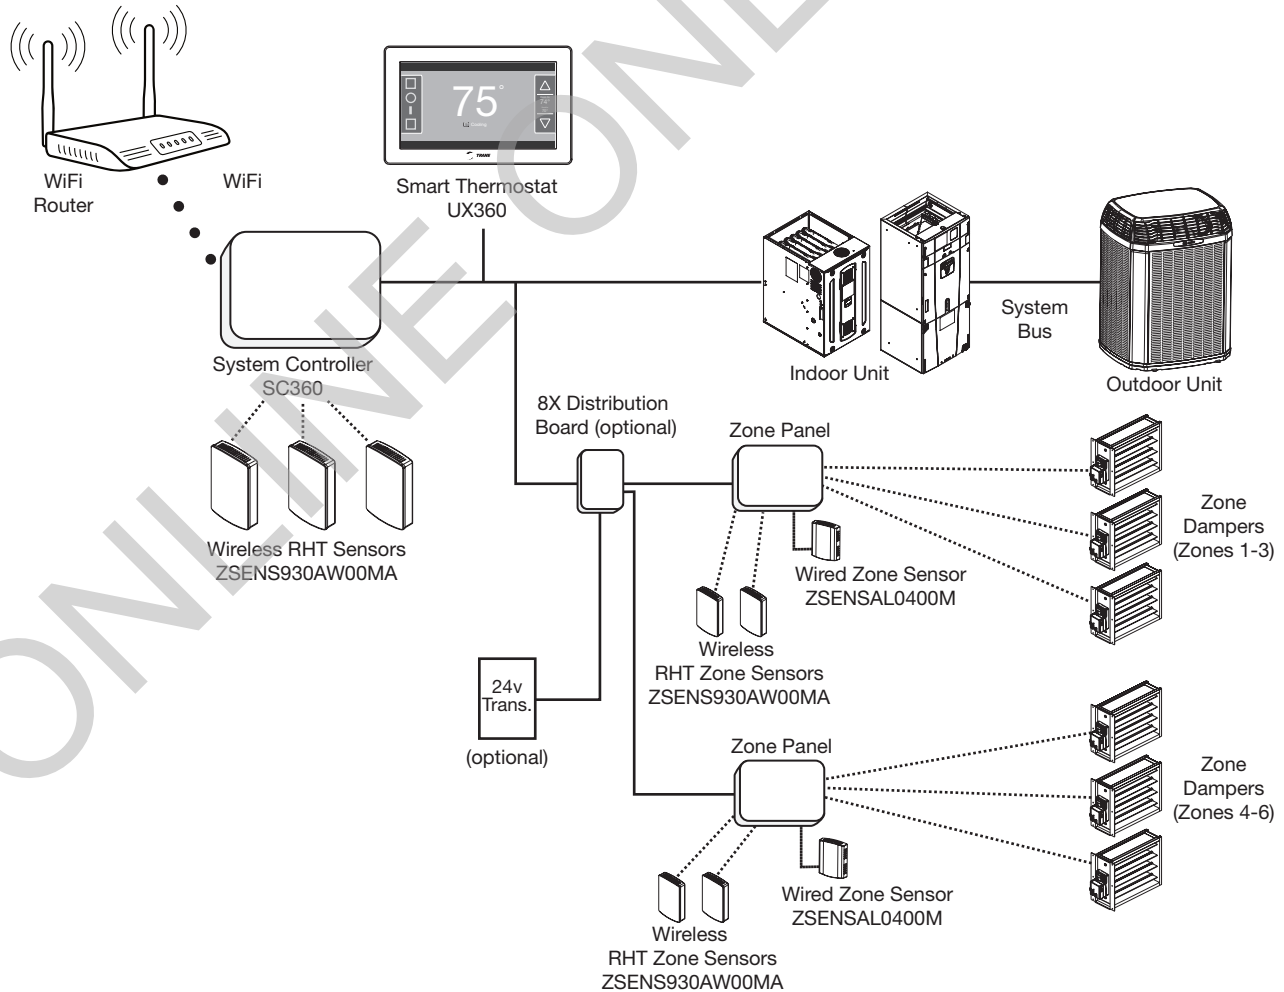 ONLINE ONL
75°
Cooling
TRANE
WiFi
Router
WiFi
Smart Thermostat
UX360
System Controller
SC360
Indoor Unit
System
Bus
Outdoor Unit
8X Distribution
Board (optional)
Zone Panel
Zone
Dampers
(Zones 1-3)
Wireless RHT Sensors
ZSENS930AW00MA
Wired Zone Sensor
ZSENSAL0400M
Wireless
RHT Zone Sensors
ZSENS930AW00MA
24v
Trans.
(optional)
Zone Panel
Zone
Dampers
(Zones 4-6)
Wired Zone Sensor
ZSENSAL0400M
Wireless
RHT Zone Sensors
ZSENS930AW00MA